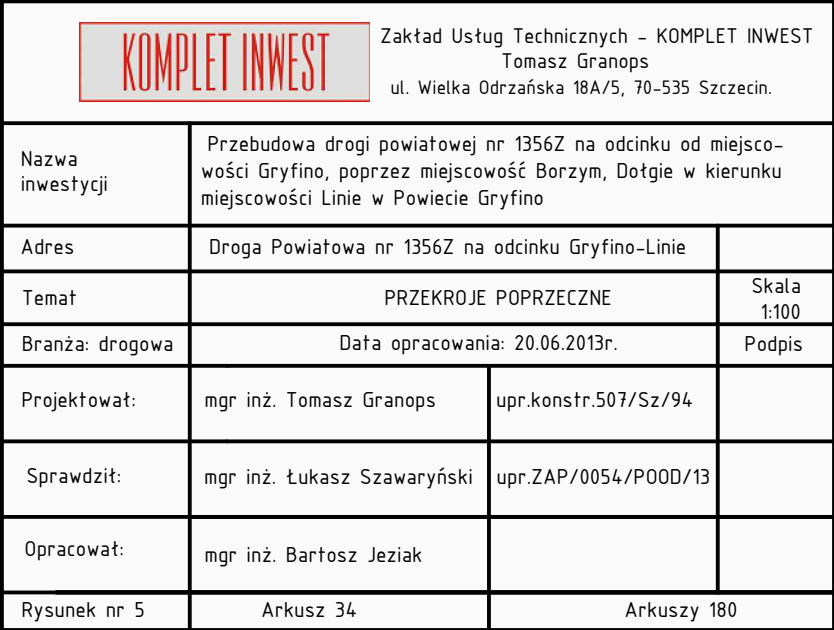 KOMPLET INWEST
Zakład Usług Technicznych - KOMPLET INWEST
Tomasz Granops
ul. Wielka Odrzańska 18A/5, 70-535 Szczecin.
Nazwa
inwestycji
Przebudowa drogi powiatowej nr 1356Z na odcinku od miejsco-
wości Gryfino, poprzez miejscowość Borzym, Dołgie w kierunku
miejscowości Linie w Powiecie Gryfino
Adres
Droga Powiatowa nr 1356Z na odcinku Gryfino-Linie
Temat
PRZEKROJE POPRZECZNE
Skala
1:100
Branża: drogowa
Data opracowania: 20.06.2013r.
Podpis
Projektował:
mgr inż. Tomasz Granops
upr.konstr.507/Sz/94
Sprawdził:
mgr inż. Łukasz Szawaryński
upr.ZAP/0054/POOD/13
Opracował:
mgr inż. Bartosz Jeziak
Rysunek nr 5
Arkusz 34
Arkuszy 180